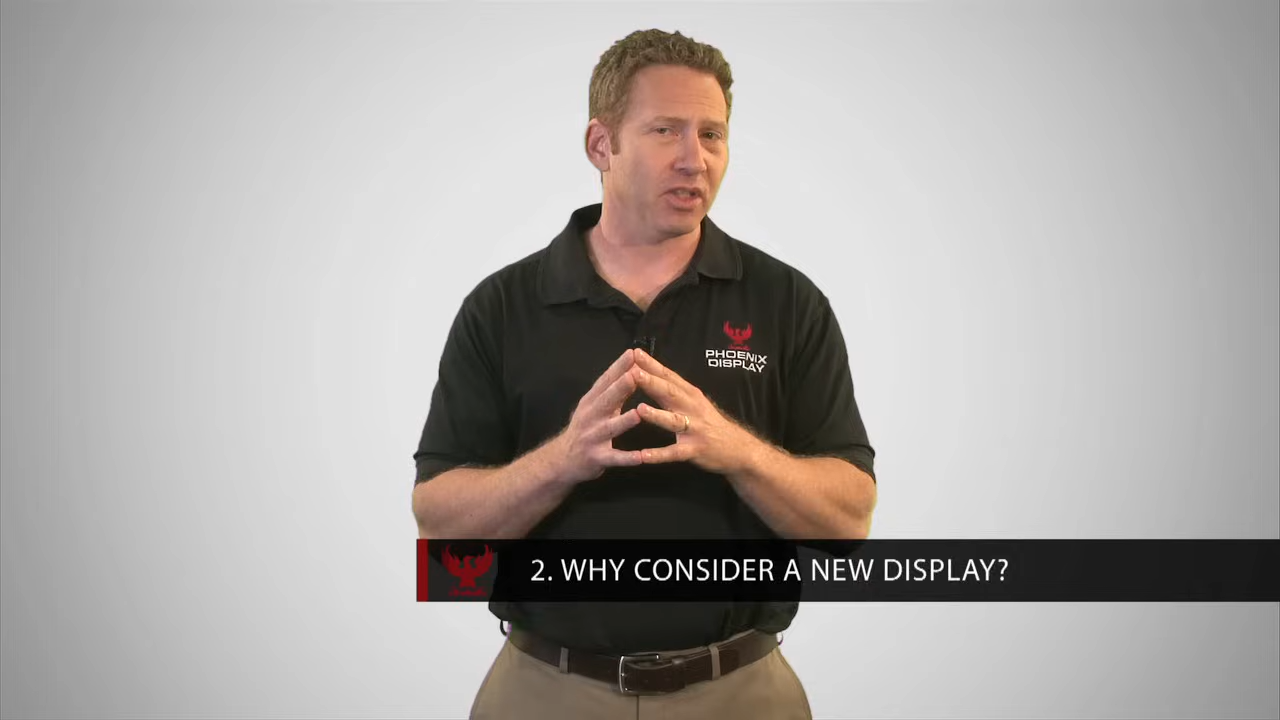 PHOENIX
DISPLAY
2. WHY CONSIDER A NEW DISPLAY?